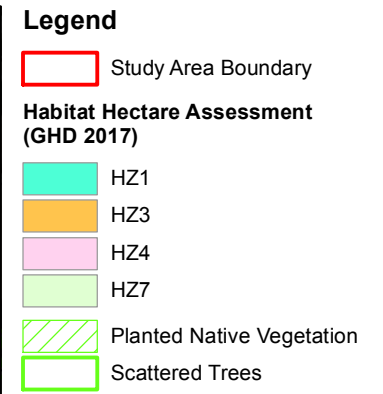 Legend
Study Area Boundary
Habitat Hectare Assessment
(GHD 2017)
HZ1
HZ3
HZ4
HZ7
Planted Native Vegetation
Scattered Trees